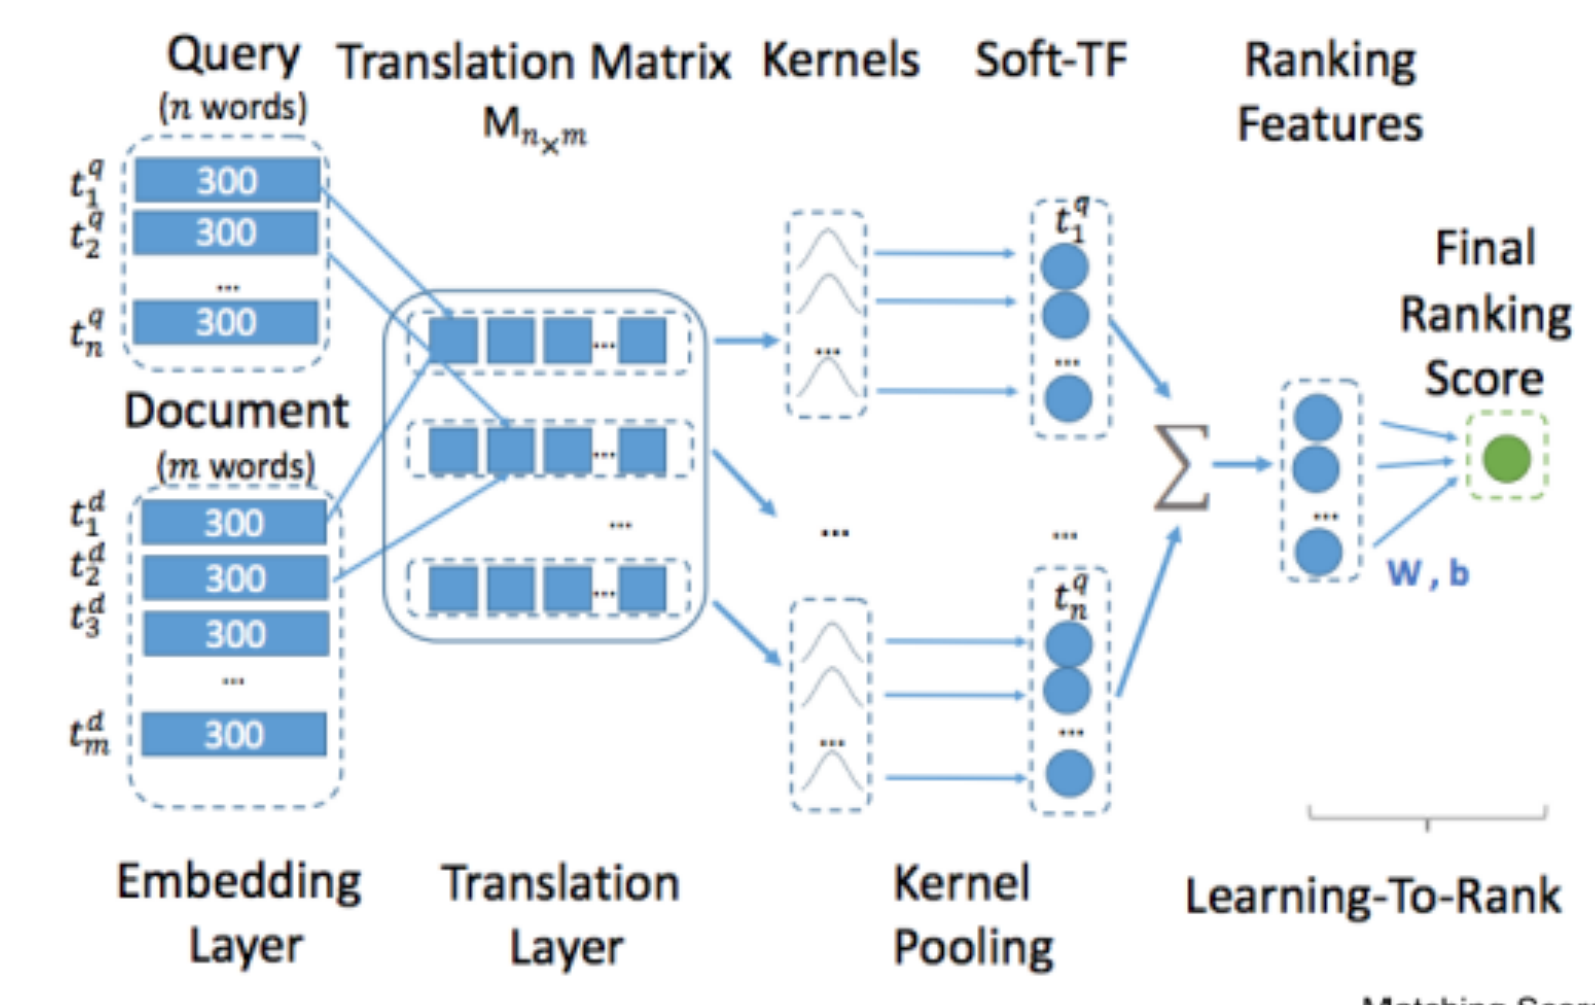 Query
(n words)
Translation Matrix
M_{n×m}
Kernels
Soft-TF
Ranking
Features
t_1^q
300
t_2^q
300
...
t_n^q
300
Document
(m words)
t_1^d
300
t_2^d
300
t_3^d
300
...
t_m^d
300
...
...
...
...
...
t_1^q
...
...
...
t_n^q
...
...
Σ
...
W , b
Final
Ranking
Score
Embedding
Layer
Translation
Layer
Kernel
Pooling
Learning-To-Rank